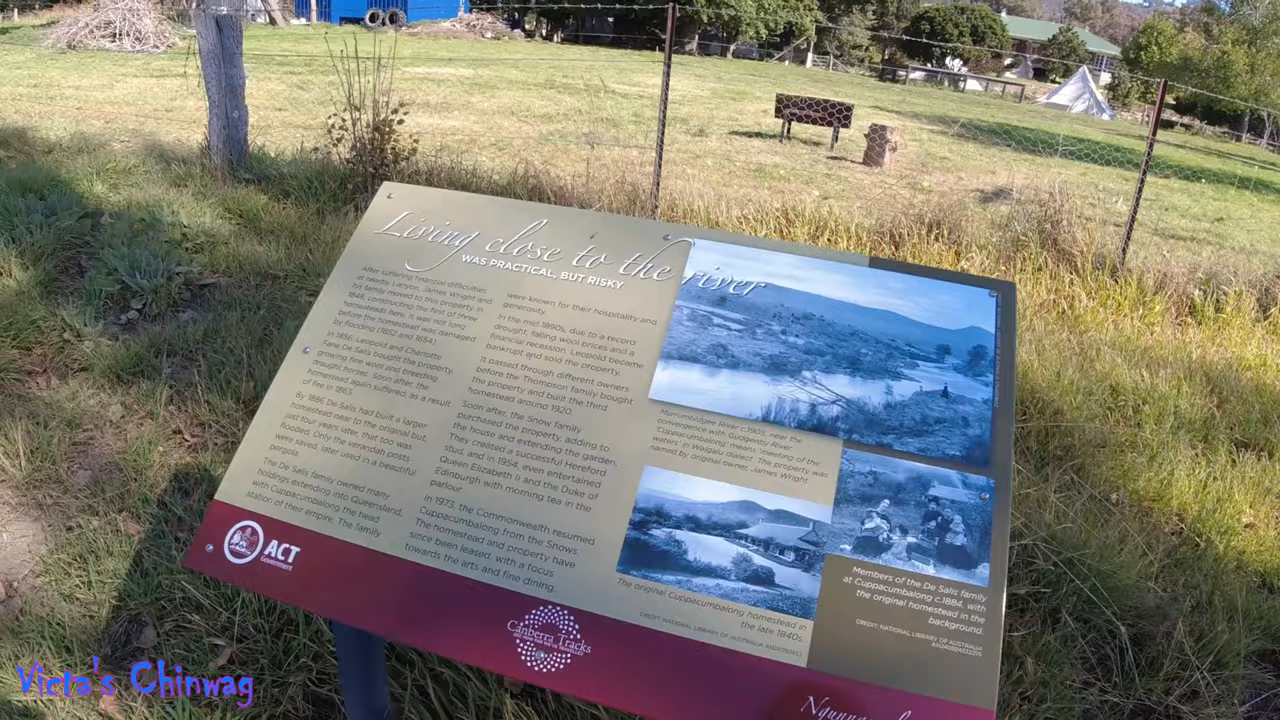 Living close to the river
WAS PRACTICAL, BUT RISKY
After suffering financial difficulties
at nearby Lanyon, James Wright and
his family moved to this property in
1848, constructing the first of three
homesteads here. It was not long
before the homestead was damaged
by flooding (1852 and 1854).
In 1856, Leopold and Charlotte
Fane De Salis bought the property,
growing fine wool and breeding
draught horses. Soon after, the
homestead again suffered, as a result
of fire in 1863.
By 1886 De Salis had built a larger
homestead near to the original but,
just four years later, that too was
flooded. Only the verandah posts
were saved, later used in a beautiful
pergola.
The De Salis family owned many
holdings extending into Queensland,
with Cuppacumbalong the head
station of their empire. The family
were known for their hospitality and
generosity.
In the mid 1890s, due to a record
drought, falling wool prices and a
financial recession, Leopold became
bankrupt and sold the property.
It passed through different owners
before the Thompson family bought
the property and built the third
homestead around 1920.
Soon after, the Snow family
purchased the property, adding to
the house and extending the garden.
They created a successful Hereford
stud, and in 1954, even entertained
Queen Elizabeth II and the Duke of
Edinburgh with morning tea in the
parlour.
In 1973, the Commonwealth resumed
Cuppacumbalong from the Snows.
The homestead and property have
since been leased, with a focus
towards the arts and fine dining.
Murrumbidgee River c.1905, near the
convergence with Gudgenby River.
'Cuppacumbalong' means 'meeting of the
waters' in Walgalu dialect. The property was
named by original owner, James Wright
The original Cuppacumbalong homestead in
the late 1840s.
CREDIT: NATIONAL LIBRARY OF AUSTRALIA
Members of the De Salis family
at Cuppacumbalong c.1884, with
the original homestead in the
background.
CREDIT: NATIONAL LIBRARY OF AUSTRALIA
ACT
Government
Canberra Tracks
Victa's Chinwag